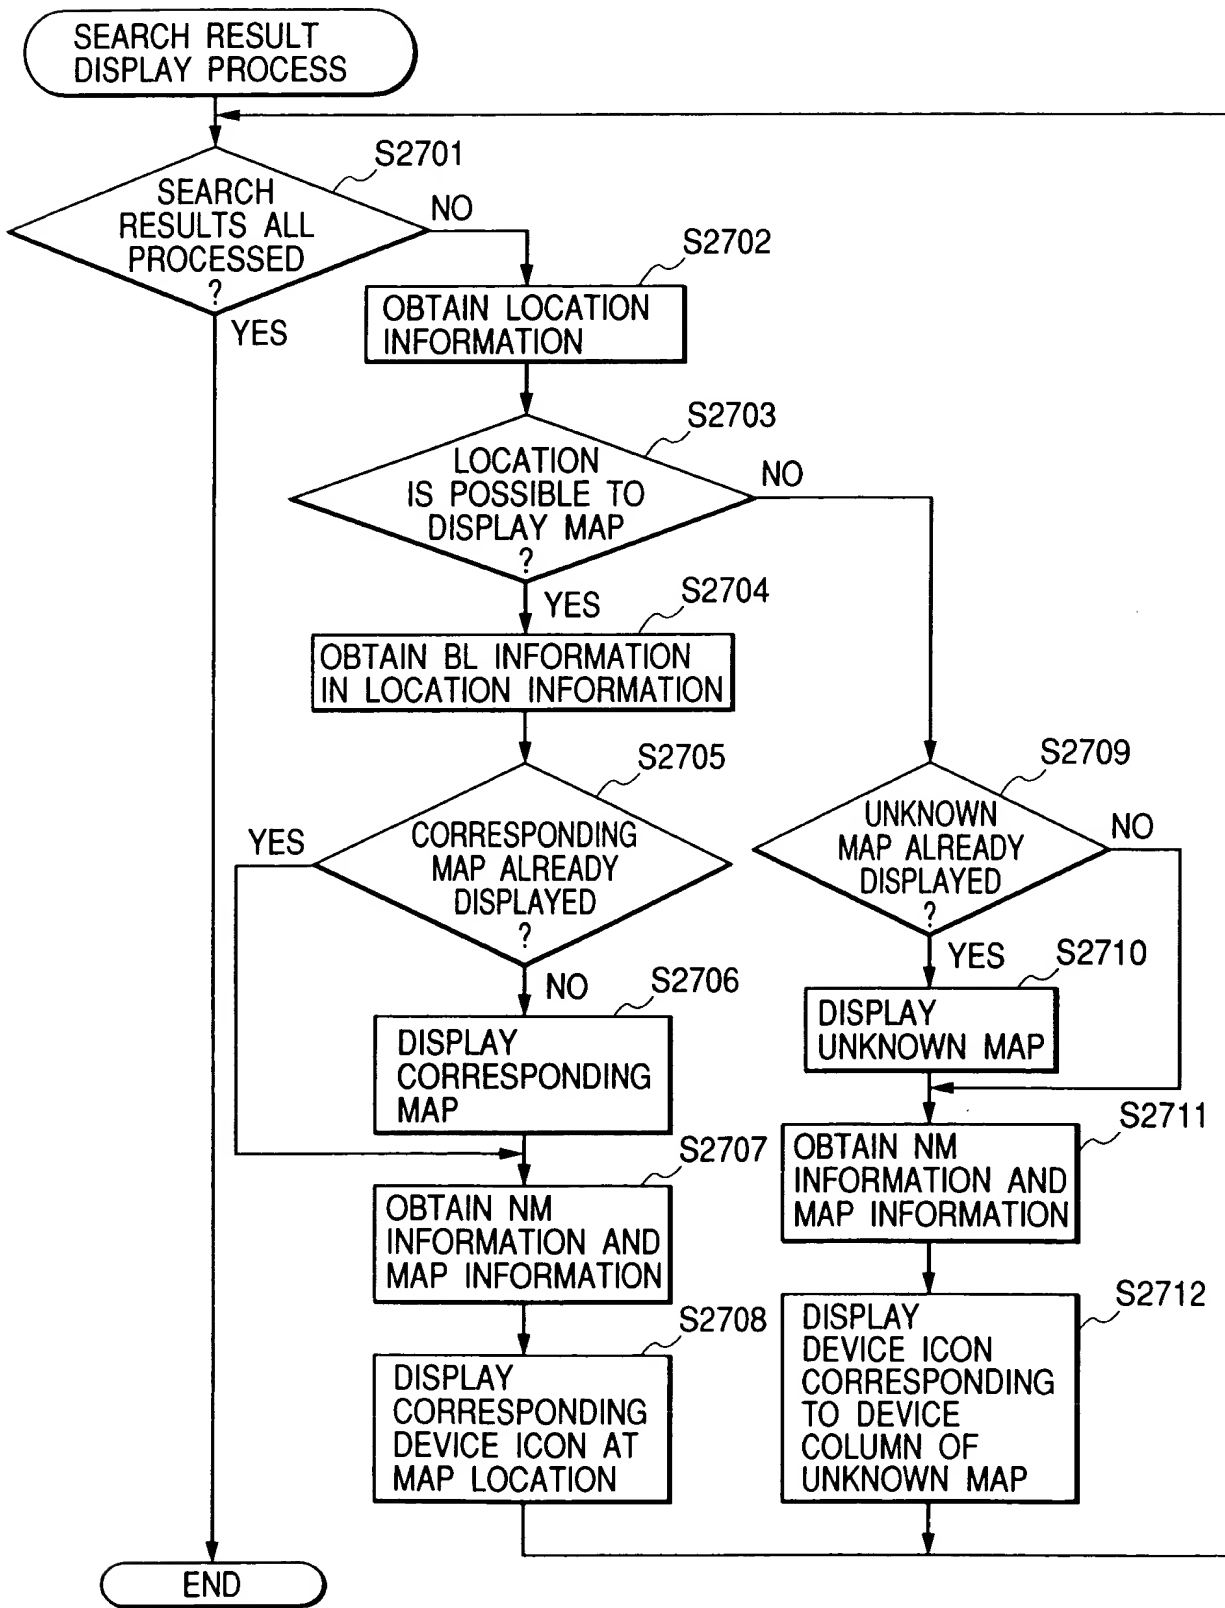 SEARCH RESULT
DISPLAY PROCESS
S2701
SEARCH
RESULTS ALL
PROCESSED
?
NO
YES
S2702
OBTAIN LOCATION
INFORMATION
S2703
LOCATION
IS POSSIBLE TO
DISPLAY MAP
?
NO
YES
S2704
OBTAIN BL INFORMATION
IN LOCATION INFORMATION
S2705
CORRESPONDING
MAP ALREADY
DISPLAYED
?
YES
NO
S2706
DISPLAY
CORRESPONDING
MAP
S2707
OBTAIN NM
INFORMATION AND
MAP INFORMATION
S2708
DISPLAY
CORRESPONDING
DEVICE ICON AT
MAP LOCATION
S2709
UNKNOWN
MAP ALREADY
DISPLAYED
?
NO
YES
S2710
DISPLAY
UNKNOWN MAP
S2711
OBTAIN NM
INFORMATION AND
MAP INFORMATION
S2712
DISPLAY
DEVICE ICON
CORRESPONDING
TO DEVICE
COLUMN OF
UNKNOWN MAP
END